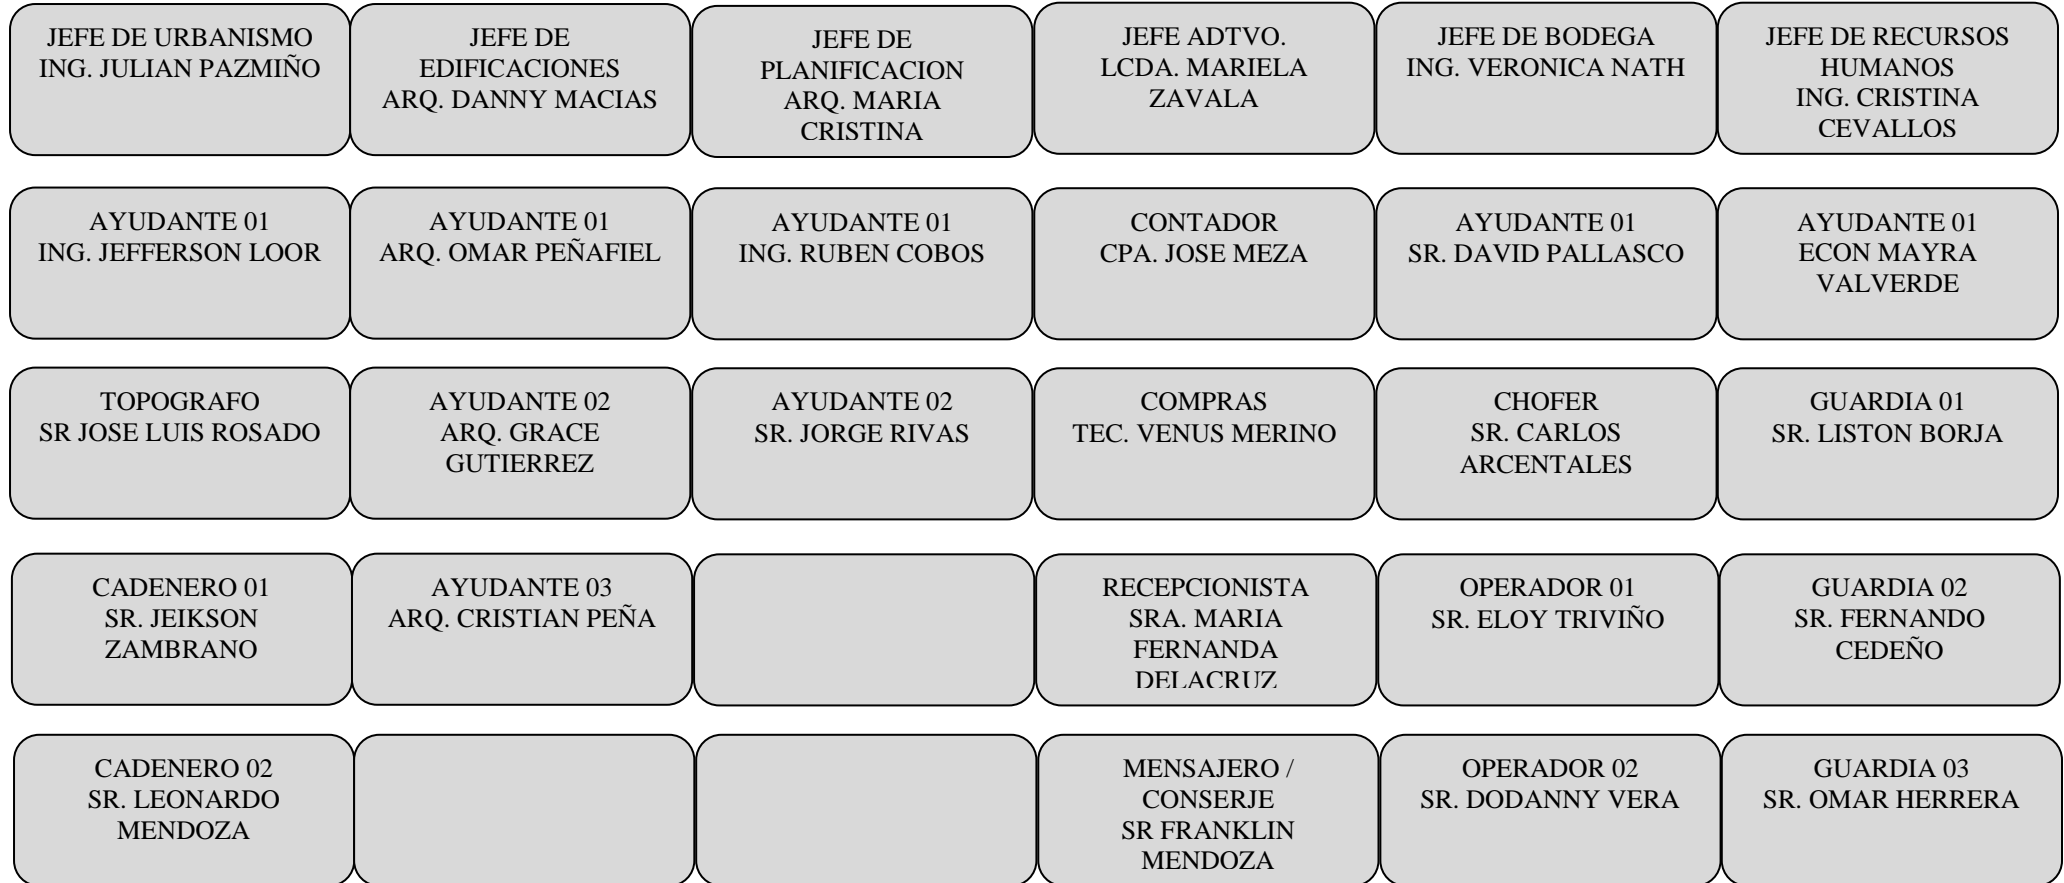 JEFE DE URBANISMO
ING. JULIAN PAZMIÑO
JEFE DE
EDIFICACIONES
ARQ. DANNY MACIAS
JEFE DE
PLANIFICACION
ARQ. MARIA
CRISTINA
JEFE ADTVO.
LCDA. MARIELA
ZAVALA
JEFE DE BODEGA
ING. VERONICA NATH
JEFE DE RECURSOS
HUMANOS
ING. CRISTINA
CEVALLOS
AYUDANTE 01
ING. JEFFERSON LOOR
AYUDANTE 01
ARQ. OMAR PEÑAFIEL
AYUDANTE 01
ING. RUBEN COBOS
CONTADOR
CPA. JOSE MEZA
AYUDANTE 01
SR. DAVID PALLASCO
AYUDANTE 01
ECON MAYRA
VALVERDE
TOPOGRAFO
SR JOSE LUIS ROSADO
AYUDANTE 02
ARQ. GRACE
GUTIERREZ
AYUDANTE 02
SR. JORGE RIVAS
COMPRAS
TEC. VENUS MERINO
CHOFER
SR. CARLOS
ARCENTALES
GUARDIA 01
SR. LISTON BORJA
CADENERO 01
SR. JEIKSON
ZAMBRANO
AYUDANTE 03
ARQ. CRISTIAN PEÑA
RECEPCIONISTA
SRA. MARIA
FERNANDA
DELACRUZ
OPERADOR 01
SR. ELOY TRIVIÑO
GUARDIA 02
SR. FERNANDO
CEDEÑO
CADENERO 02
SR. LEONARDO
MENDOZA
MENSAJERO /
CONSERJE
SR FRANKLIN
MENDOZA
OPERADOR 02
SR. DODANNY VERA
GUARDIA 03
SR. OMAR HERRERA